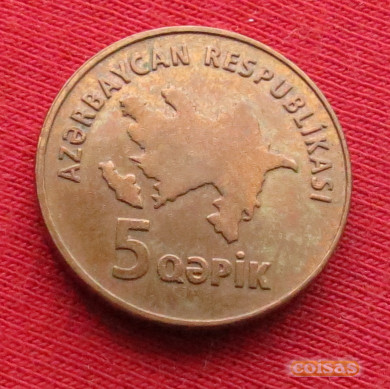 AZƏRBAYCAN RESPUBLİKASI
5 QƏPİK
coisas